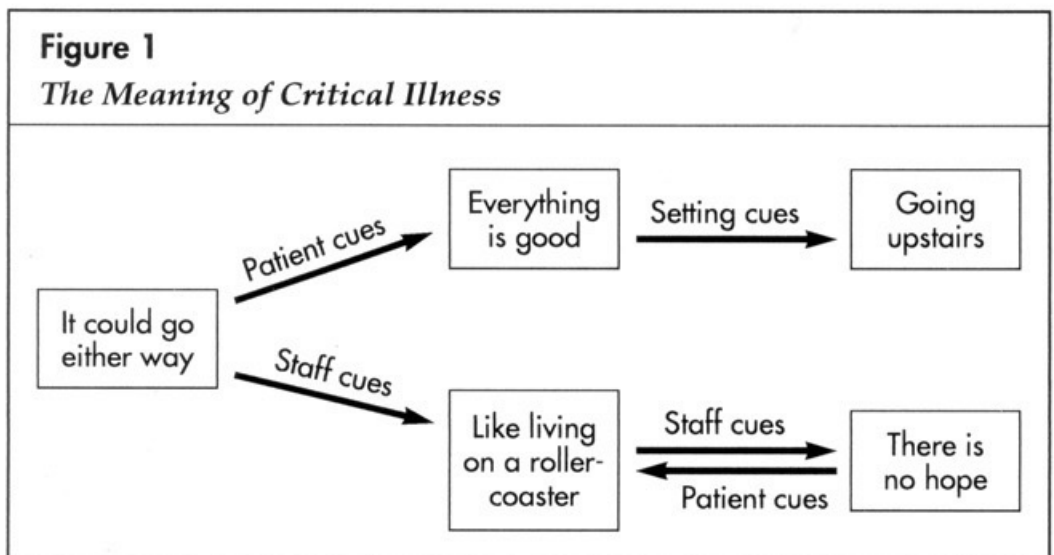 Figure 1
The Meaning of Critical Illness
Everything
is good
Going
upstairs
Patient cues
Setting cues
It could go
either way
Staff cues
Like living
on a roller-
coaster
Staff cues
Patient cues
There is
no hope